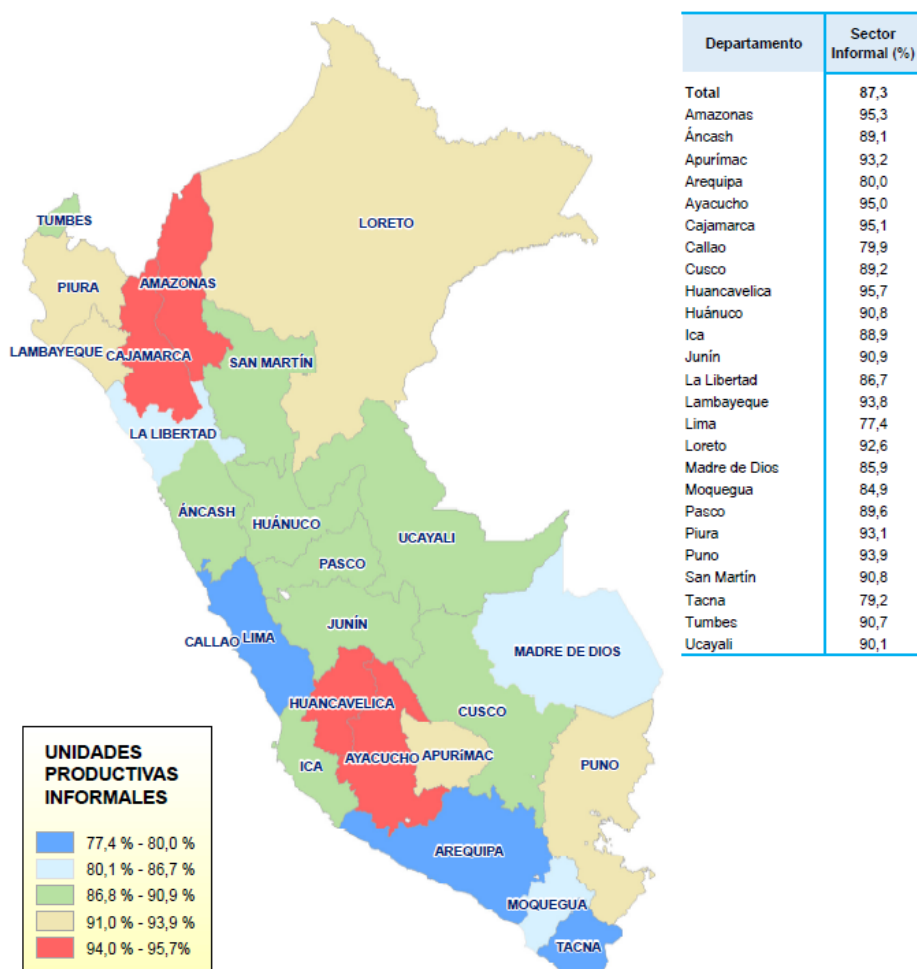 Departamento Sector Informal (%)
Total 87,3
Amazonas 95,3
Áncash 89,1
Apurímac 93,2
Arequipa 80,0
Ayacucho 95,0
Cajamarca 95,1
Callao 79,9
Cusco 89,2
Huancavelica 95,7
Huánuco 90,8
Ica 88,9
Junín 90,9
La Libertad 86,7
Lambayeque 93,8
Lima 77,4
Loreto 92,6
Madre de Dios 85,9
Moquegua 84,9
Pasco 89,6
Piura 93,1
Puno 93,9
San Martín 90,8
Tacna 79,2
Tumbes 90,7
Ucayali 90,1
TUMBES
LORETO
PIURA
AMAZONAS
LAMBAYEQUE
CAJAMARCA
SAN MARTÍN
LA LIBERTAD
ÁNCASH
HUÁNUCO
UCAYALI
PASCO
JUNÍN
CALLAO
LIMA
MADRE DE DIOS
HUANCAVELICA
CUSCO
ICA
AYACUCHO
APURíMAC
PUNO
AREQUIPA
MOQUEGUA
TACNA
UNIDADES
PRODUCTIVAS
INFORMALES
77,4 % - 80,0 %
80,1 % - 86,7 %
86,8 % - 90,9 %
91,0 % - 93,9 %
94,0 % - 95,7%